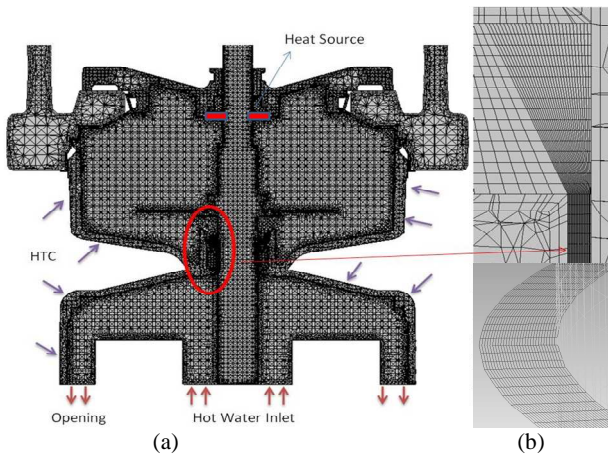 Heat Source
HTC
Opening
Hot Water Inlet
(a)
(b)